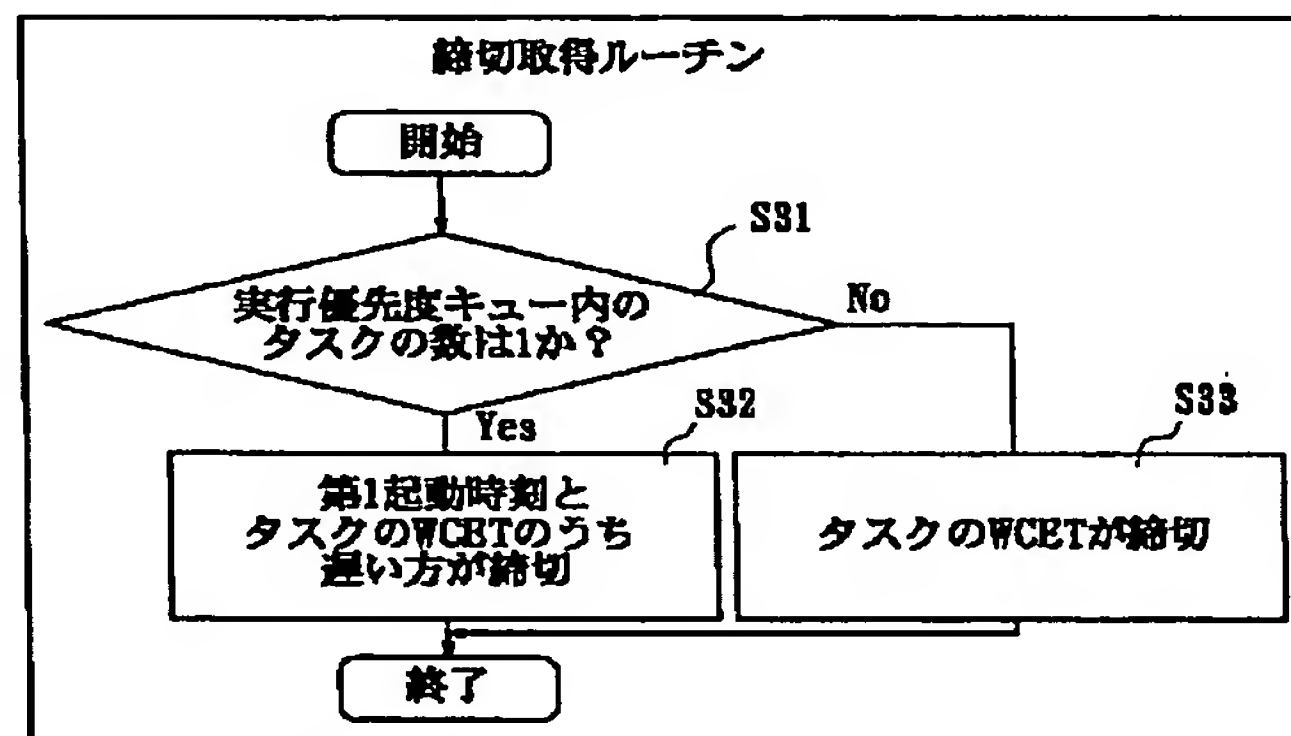 締切取得ルーチン
開始
S31
実行優先度キュー内の
タスクの数は1か？
No
Yes
S32
S33
第1起動時刻と
タスクのWCETのうち
遅い方が締切
タスクのWCETが締切
終了